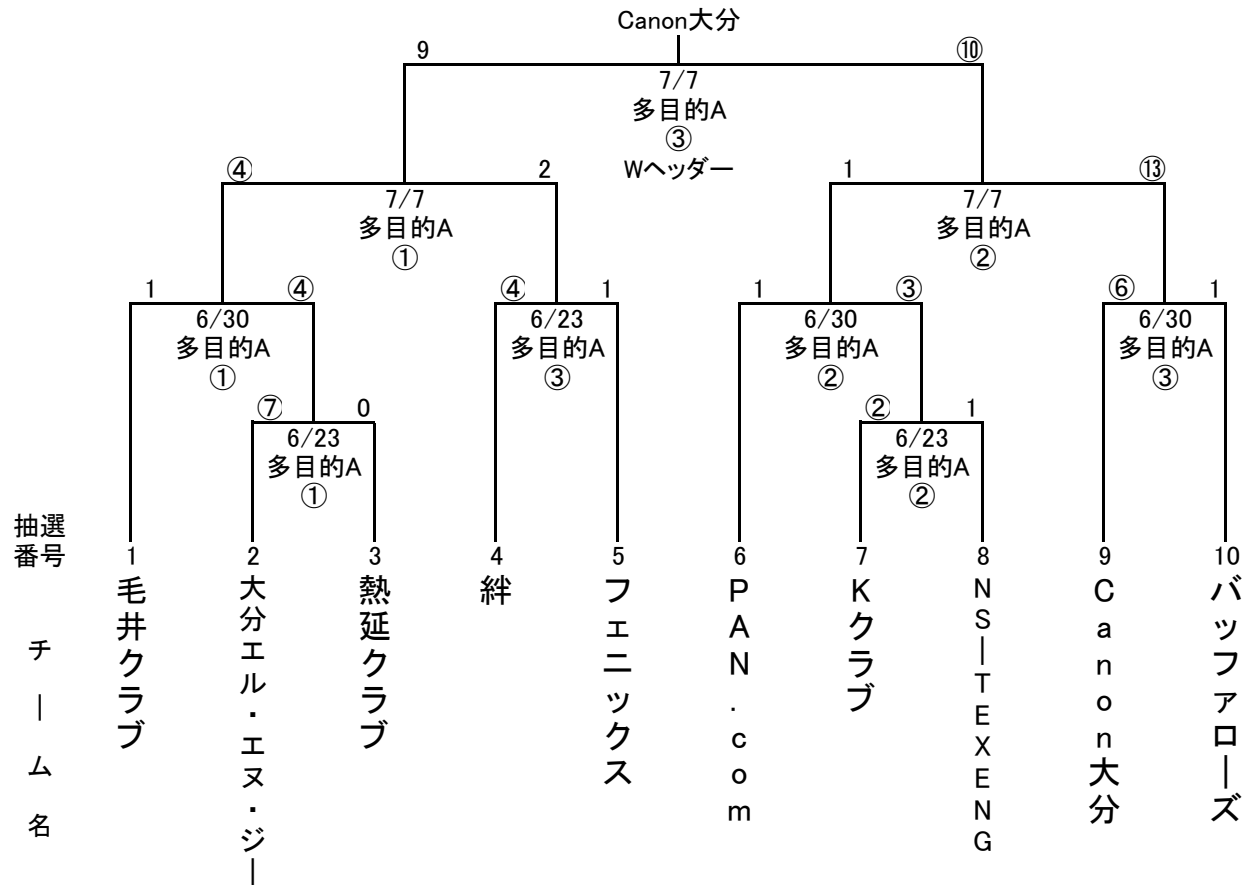 Canon大分
9 ⑩
7/7
多目的A
③
Wヘッダー
④ 2 1 ⑬
7/7 7/7
多目的A 多目的A
① ②
1 ④ ④ 1 1 ③ ⑥ 1
6/30 6/23 6/30 6/30
多目的A 多目的A 多目的A 多目的A
① ③ ② ③
⑦ 0 ② 1
6/23 6/23
多目的A 多目的A
① ②
抽選
番号 1 2 3 4 5 6 7 8 9 10
チーム名
毛井クラブ
大分エル・エヌ・ジー
熱延クラブ
絆
フェニックス
PAN.com
Kクラブ
NS|TEXENG
Canon大分
バッファローズ